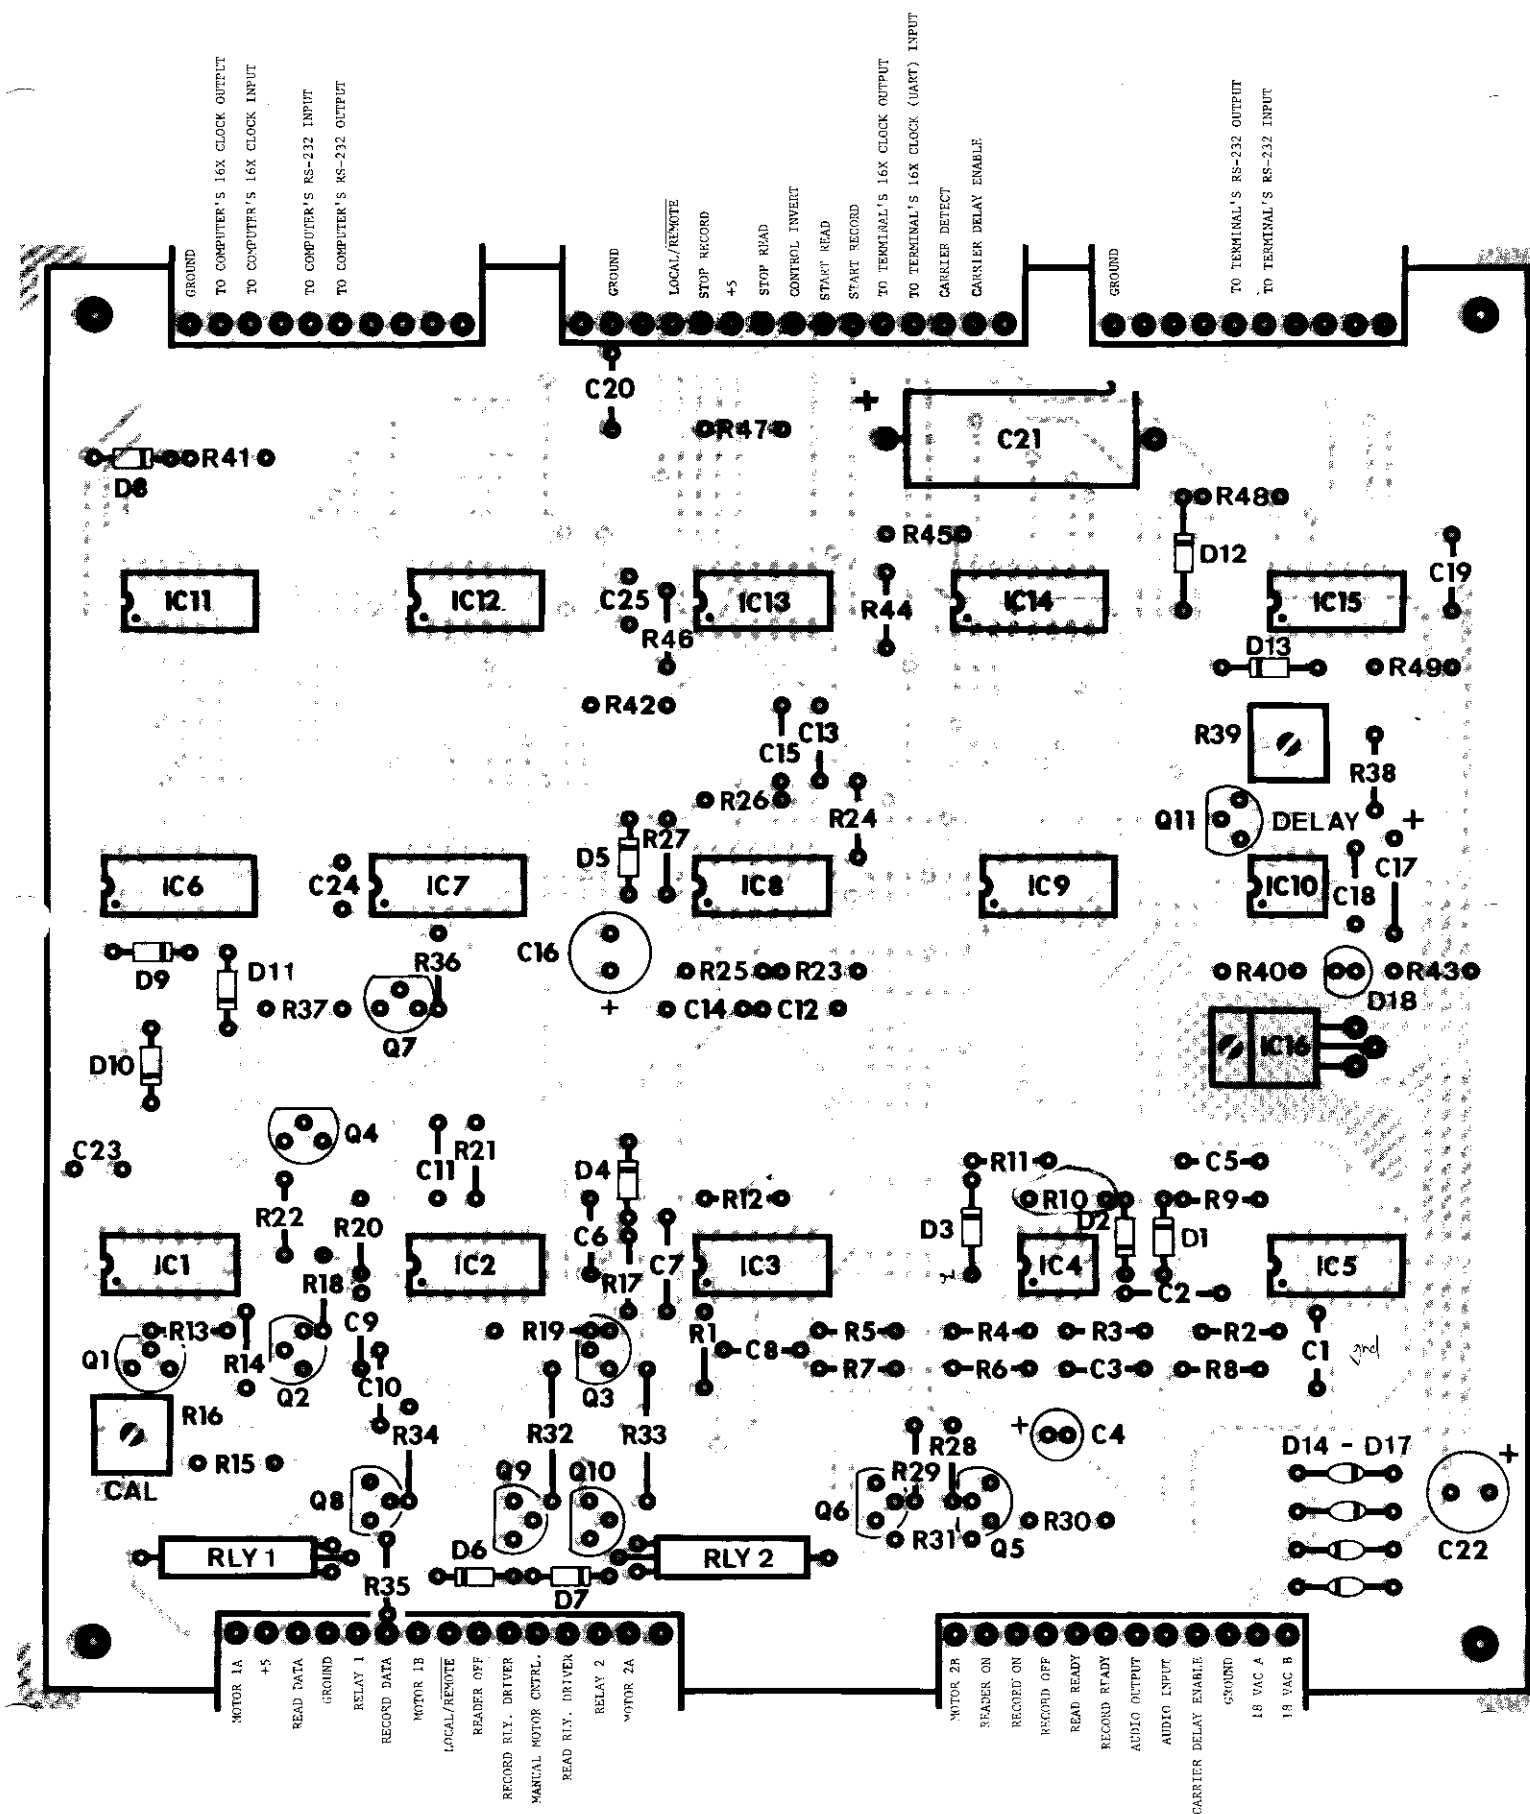 GROUND
TO COMPUTER'S 16X CLOCK OUTPUT
TO COMPUTER'S 16X CLOCK INPUT
TO COMPUTER'S RS-232 INPUT
TO COMPUTER'S RS-232 OUTPUT
GROUND
LOCAL/REMOTE
STOP RECORD
+5
STOP READ
CONTROL INVERT
START READ
START RECORD
TO TERMINAL'S 16X CLOCK OUTPUT
TO TERMINAL'S 16X CLOCK (UART) INPUT
CARRIER DETECT
CARRIER DELAY ENABLE
GROUND
TO TERMINAL'S RS-232 OUTPUT
TO TERMINAL'S RS-232 INPUT
C20
+
R47
C21
R41
D8
R48
R45
D12
C19
IC11
IC12
C25
R46
IC13
R44
IC14
IC15
D13
R49
R42
C15
C13
R39
R38
R26
R24
Q11
DELAY
+
D5
R27
C17
IC6
C24
IC7
IC8
IC9
IC10
C18
D9
D11
R36
C16
R25
R23
R40
R43
D18
R37
Q7
+
C14
C12
D10
IC16
Q4
C11
R21
C23
D4
R11
C5
R12
R10
R9
R22
R20
C6
D3
D2
D1
IC1
R18
IC2
R17
C7
IC3
IC4
C2
IC5
R13
R14
C9
R19
R1
C8
R5
R4
R3
R2
C1
gnd
Q1
Q2
C10
Q3
R7
R6
C3
R8
R16
R34
R32
R33
+
C4
R28
D14 - D17
+
R15
CAL
Q8
Q9
Q10
R29
Q6
R31
Q5
R30
RLY 1
D6
RLY 2
C22
R35
D7
MOTOR 1A
+5
READ DATA
GROUND
RELAY 1
RECORD DATA
MOTOR 1B
LOCAL/REMOTE
READER OFF
RECORD RLY. DRIVER
MANUAL MOTOR CNTRL.
READ RLY. DRIVER
RELAY 2
MOTOR 2A
MOTOR 2B
READER ON
RECORD ON
RECORD OFF
READ READY
RECORD READY
AUDIO OUTPUT
AUDIO INPUT
CARRIER DELAY ENABLE
GROUND
18 VAC A
18 VAC B